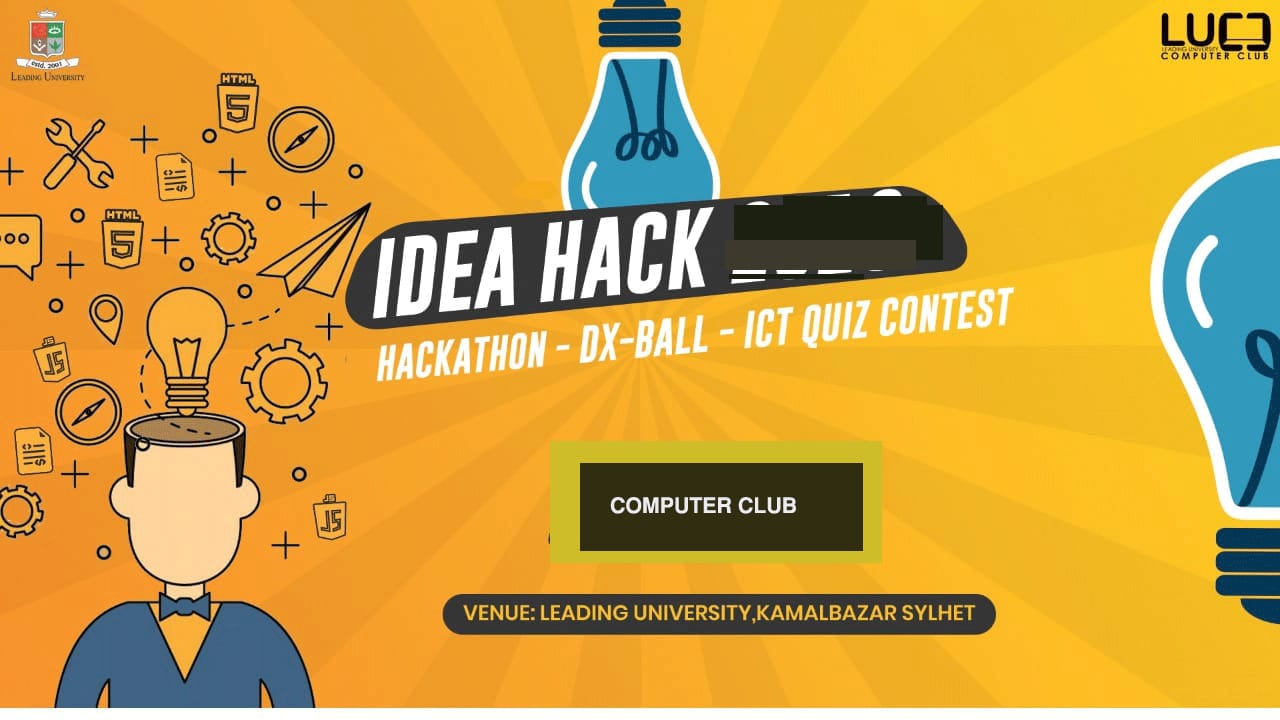 estd. 2001
LEADING UNIVERSITY
LUCC
LEADING UNIVERSITY
COMPUTER CLUB
HTML
5
HTML
5
JS
JS
IDEA HACK
HACKATHON - DX-BALL - ICT QUIZ CONTEST
COMPUTER CLUB
VENUE: LEADING UNIVERSITY,KAMALBAZAR SYLHET